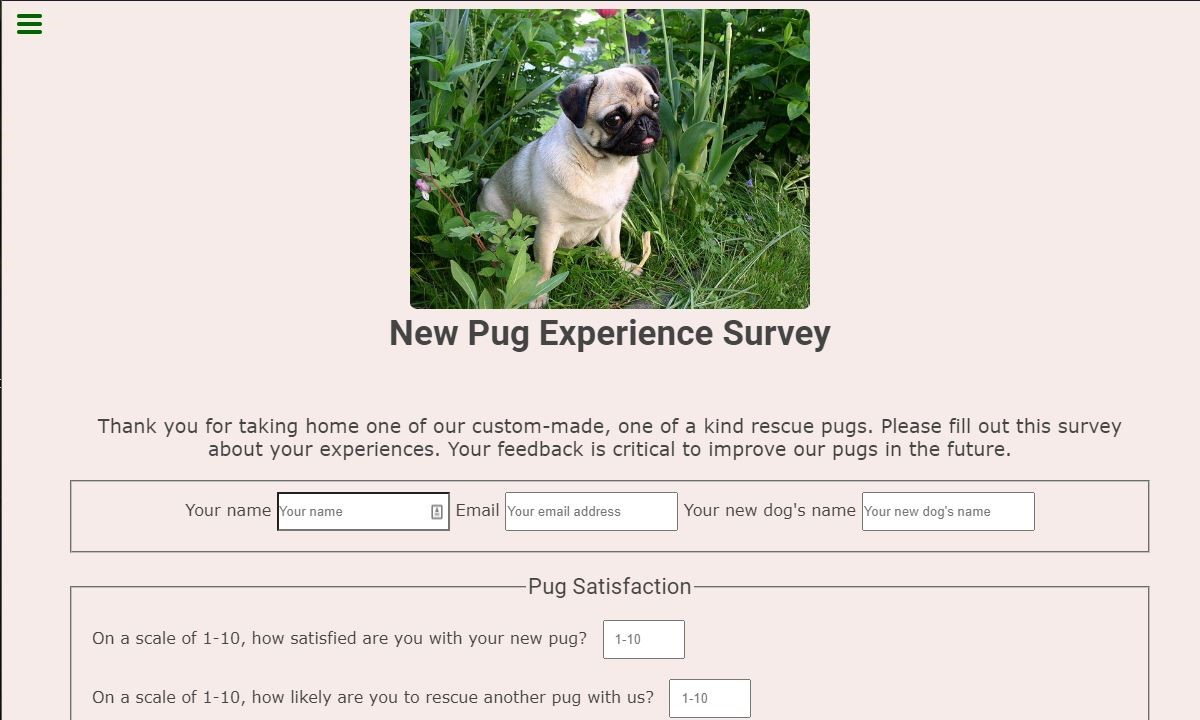 New Pug Experience Survey
Thank you for taking home one of our custom-made, one of a kind rescue pugs. Please fill out this survey
about your experiences. Your feedback is critical to improve our pugs in the future.
Your name Your name Email Your email address Your new dog's name Your new dog's name
Pug Satisfaction
On a scale of 1-10, how satisfied are you with your new pug? 1-10
On a scale of 1-10, how likely are you to rescue another pug with us? 1-10